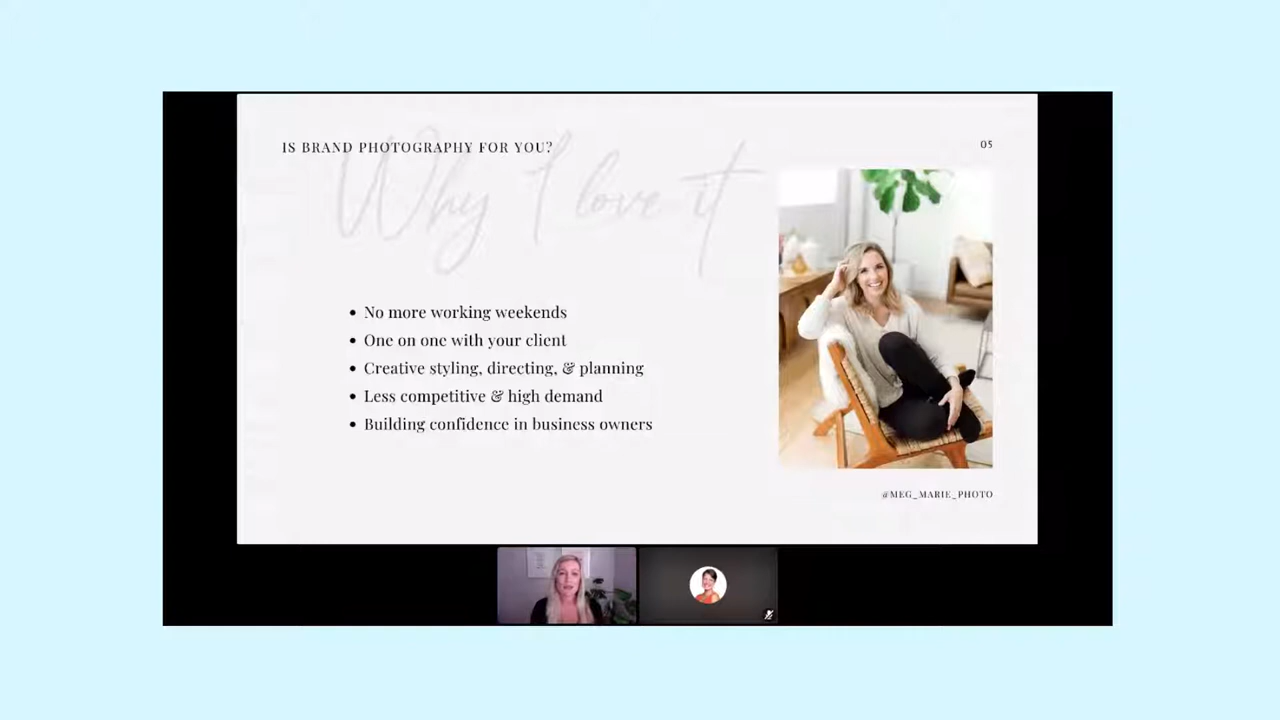 IS BRAND PHOTOGRAPHY FOR YOU?
05
Why I love it
• No more working weekends
• One on one with your client
• Creative styling, directing, & planning
• Less competitive & high demand
• Building confidence in business owners
@MEG_MARIE_PHOTO